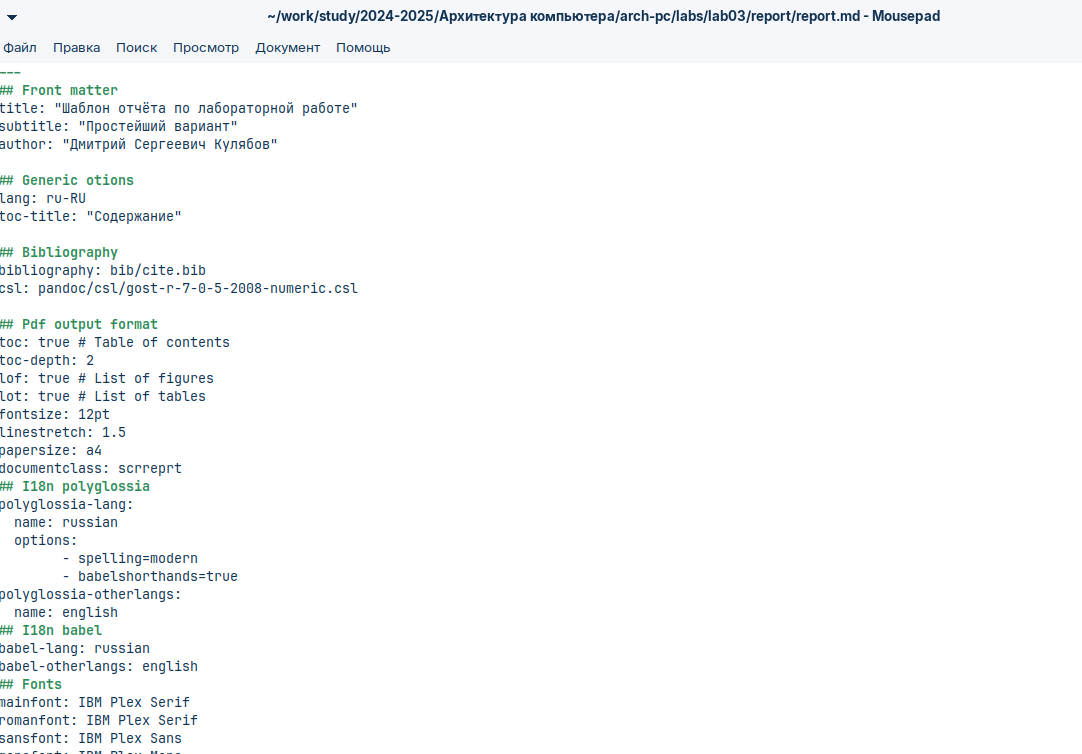 ~/work/study/2024-2025/Архитектура компьютера/arch-pc/labs/lab03/report/report.md - Mousepad
Файл Правка Поиск Просмотр Документ Помощь
---
## Front matter
title: "Шаблон отчёта по лабораторной работе"
subtitle: "Простейший вариант"
author: "Дмитрий Сергеевич Кулябов"

## Generic otions
lang: ru-RU
toc-title: "Содержание"

## Bibliography
bibliography: bib/cite.bib
csl: pandoc/csl/gost-r-7-0-5-2008-numeric.csl

## Pdf output format
toc: true # Table of contents
toc-depth: 2
lof: true # List of figures
lot: true # List of tables
fontsize: 12pt
linestretch: 1.5
papersize: a4
documentclass: scrreprt
## I18n polyglossia
polyglossia-lang:
  name: russian
  options:
        - spelling=modern
        - babelshorthands=true
polyglossia-otherlangs:
  name: english
## I18n babel
babel-lang: russian
babel-otherlangs: english
## Fonts
mainfont: IBM Plex Serif
romanfont: IBM Plex Serif
sansfont: IBM Plex Sans